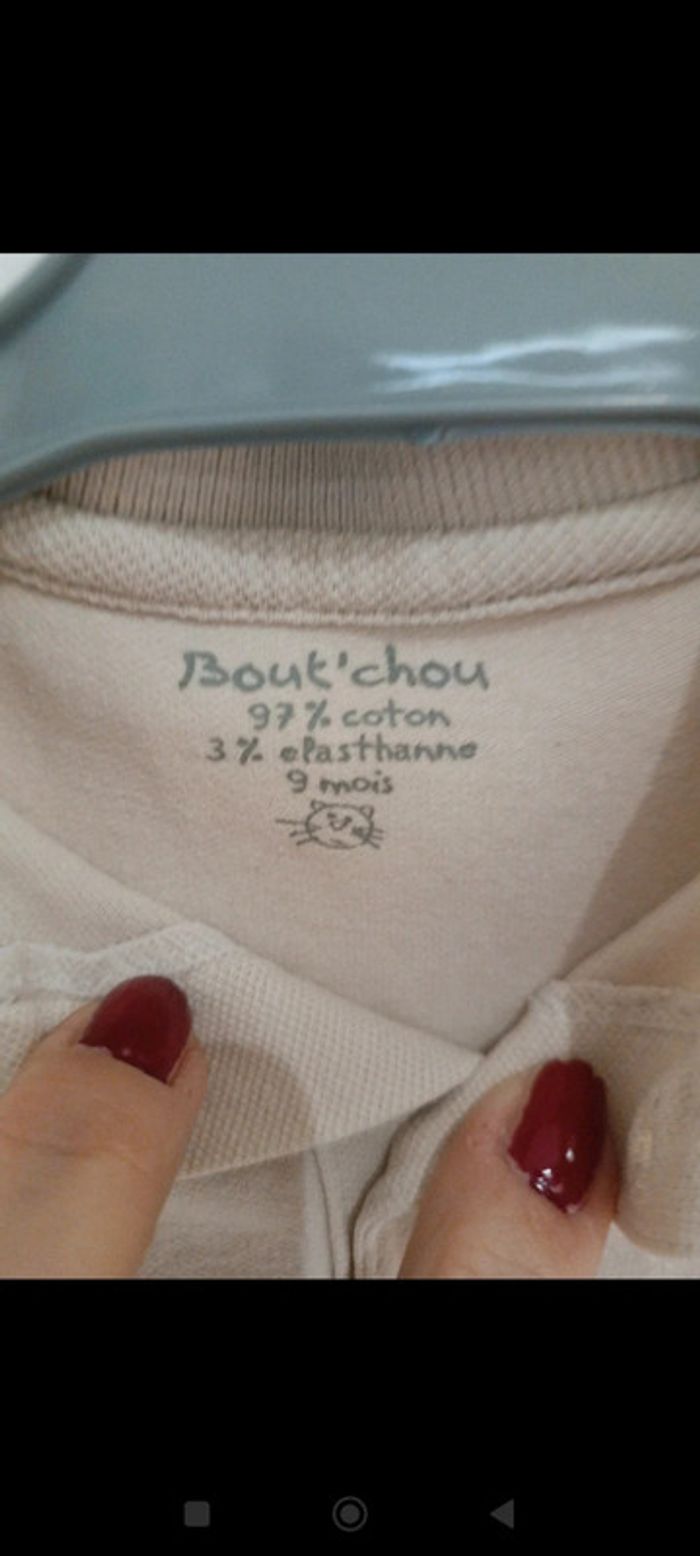 Bout'chou
97% coton
3% elasthanne
9 mois